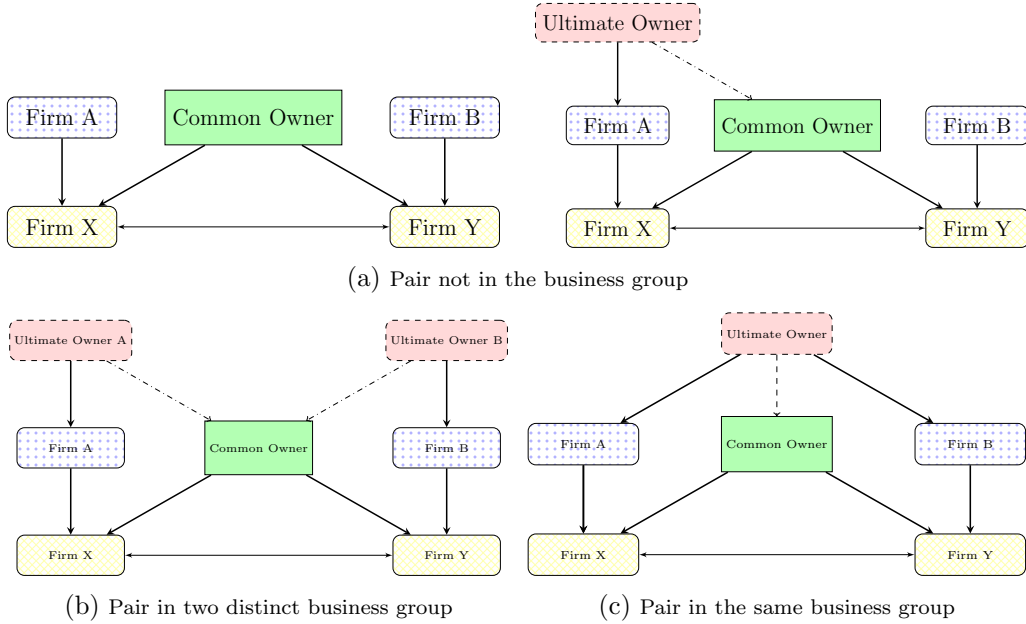 Ultimate Owner
Firm A
Common Owner
Firm B
Firm A
Common Owner
Firm B
Firm X
Firm Y
Firm X
Firm Y
(a) Pair not in the business group
Ultimate Owner A
Ultimate Owner B
Ultimate Owner
Firm A
Common Owner
Firm B
Firm A
Common Owner
Firm B
Firm X
Firm Y
Firm X
Firm Y
(b) Pair in two distinct business group
(c) Pair in the same business group